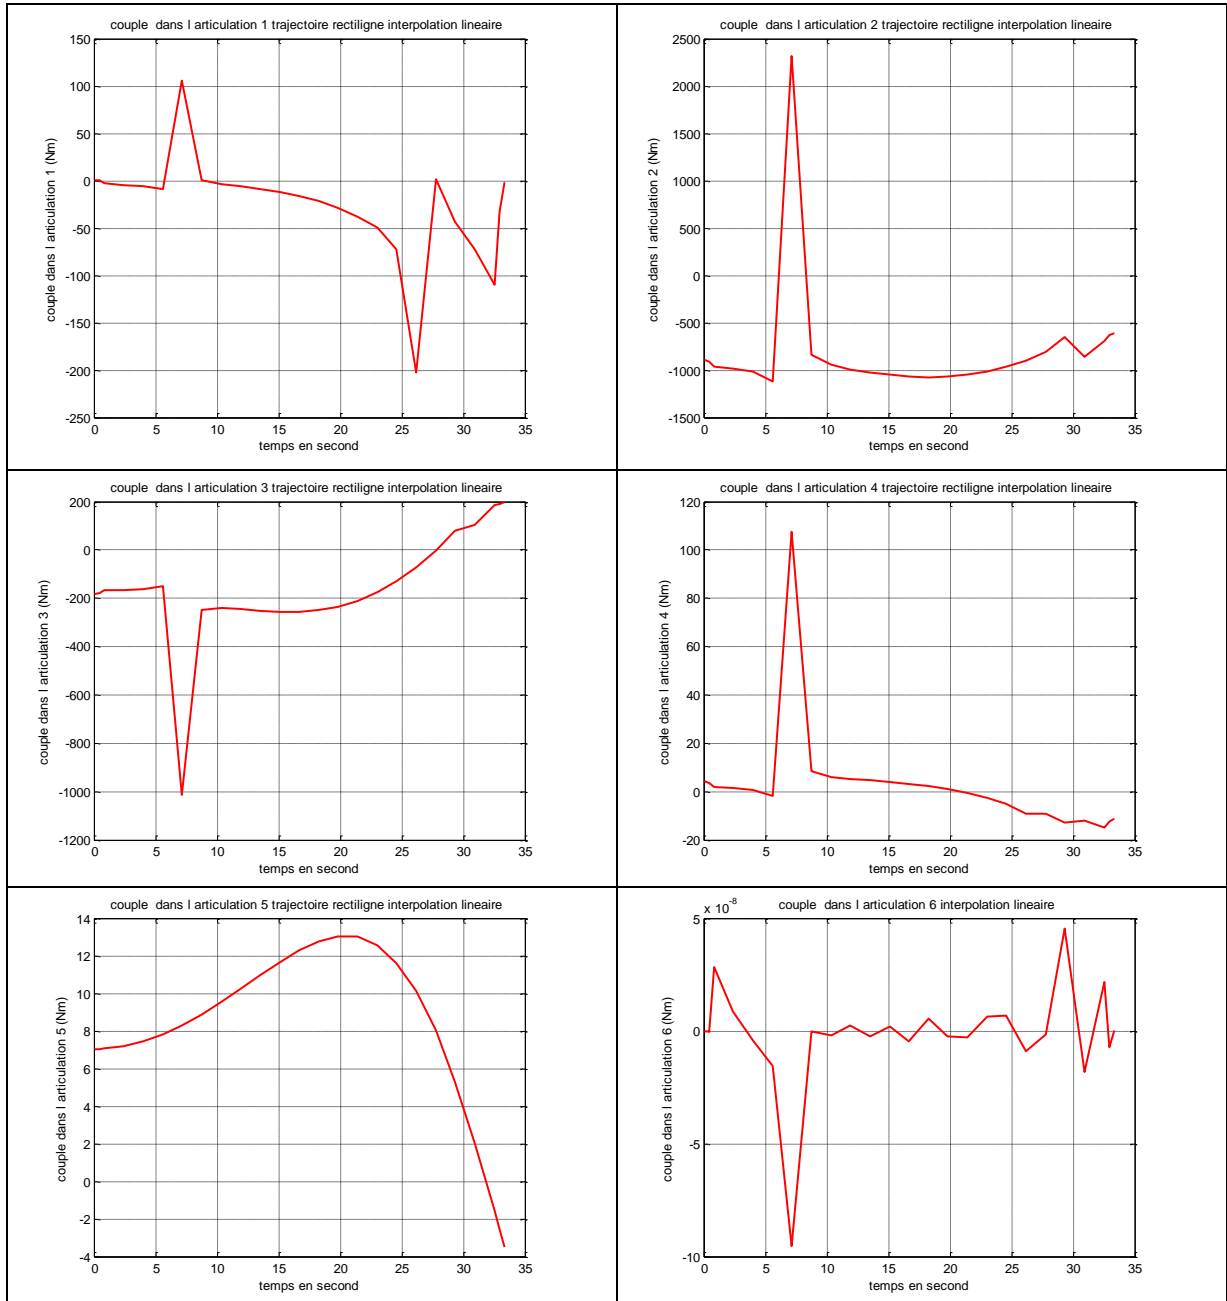 couple dans l articulation 1 trajectoire rectiligne interpolation lineaire
150
100
50
0
-50
-100
-150
-200
-250
couple dans l articulation 1 (Nm)
0 5 10 15 20 25 30 35
temps en second
couple dans l articulation 2 trajectoire rectiligne interpolation lineaire
2500
2000
1500
1000
500
0
-500
-1000
-1500
couple dans l articulation 2 (Nm)
0 5 10 15 20 25 30 35
temps en second
couple dans l articulation 3 trajectoire rectiligne interpolation lineaire
200
0
-200
-400
-600
-800
-1000
-1200
couple dans l articulation 3 (Nm)
0 5 10 15 20 25 30 35
temps en second
couple dans l articulation 4 trajectoire rectiligne interpolation lineaire
120
100
80
60
40
20
0
-20
couple dans l articulation 4 (Nm)
0 5 10 15 20 25 30 35
temps en second
couple dans l articulation 5 trajectoire rectiligne interpolation lineaire
14
12
10
8
6
4
2
0
-2
-4
couple dans l articulation 5 (Nm)
0 5 10 15 20 25 30 35
temps en second
couple dans l articulation 6 interpolation lineaire
x 10^-8
5
0
-5
-10
couple dans l articulation 6 (Nm)
0 5 10 15 20 25 30 35
temps en second